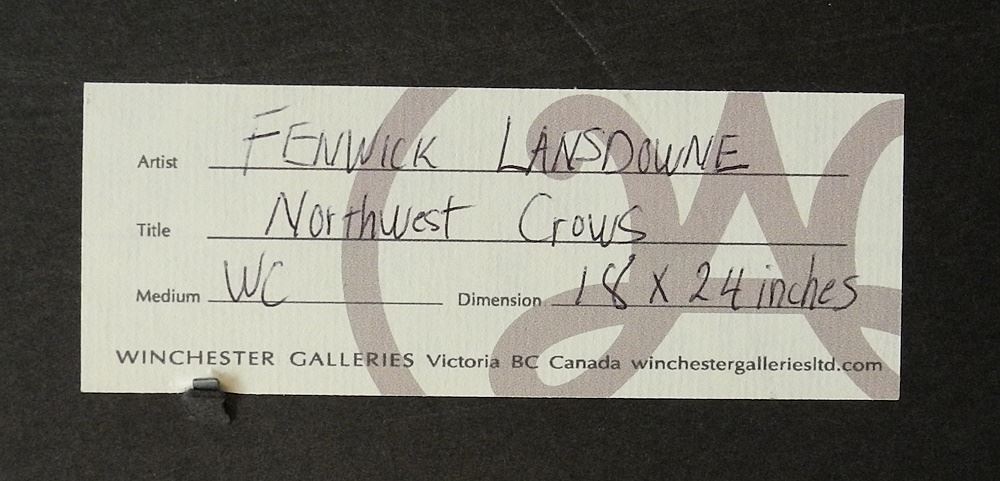 Artist FENWICK LANSDOWNE
Title Northwest Crows
Medium WC Dimension 18 X 24 inches
WINCHESTER GALLERIES Victoria BC Canada winchestergalleriesltd.com